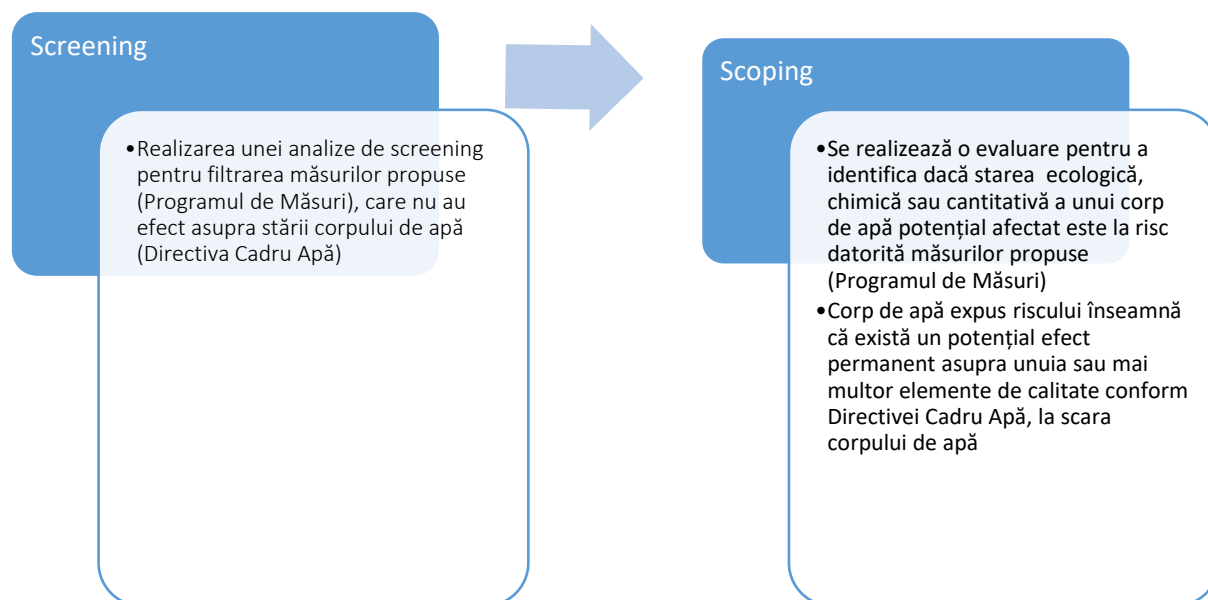 Screening
•Realizarea unei analize de screening
pentru filtrarea măsurilor propuse
(Programul de Măsuri), care nu au
efect asupra stării corpului de apă
(Directiva Cadru Apă)
Scoping
•Se realizează o evaluare pentru a
identifica dacă starea ecologică,
chimică sau cantitativă a unui corp
de apă potențial afectat este la risc
datorită măsurilor propuse
(Programul de Măsuri)
•Corp de apă expus riscului înseamnă
că există un potențial efect
permanent asupra unuia sau mai
multor elemente de calitate conform
Directivei Cadru Apă, la scara
corpului de apă